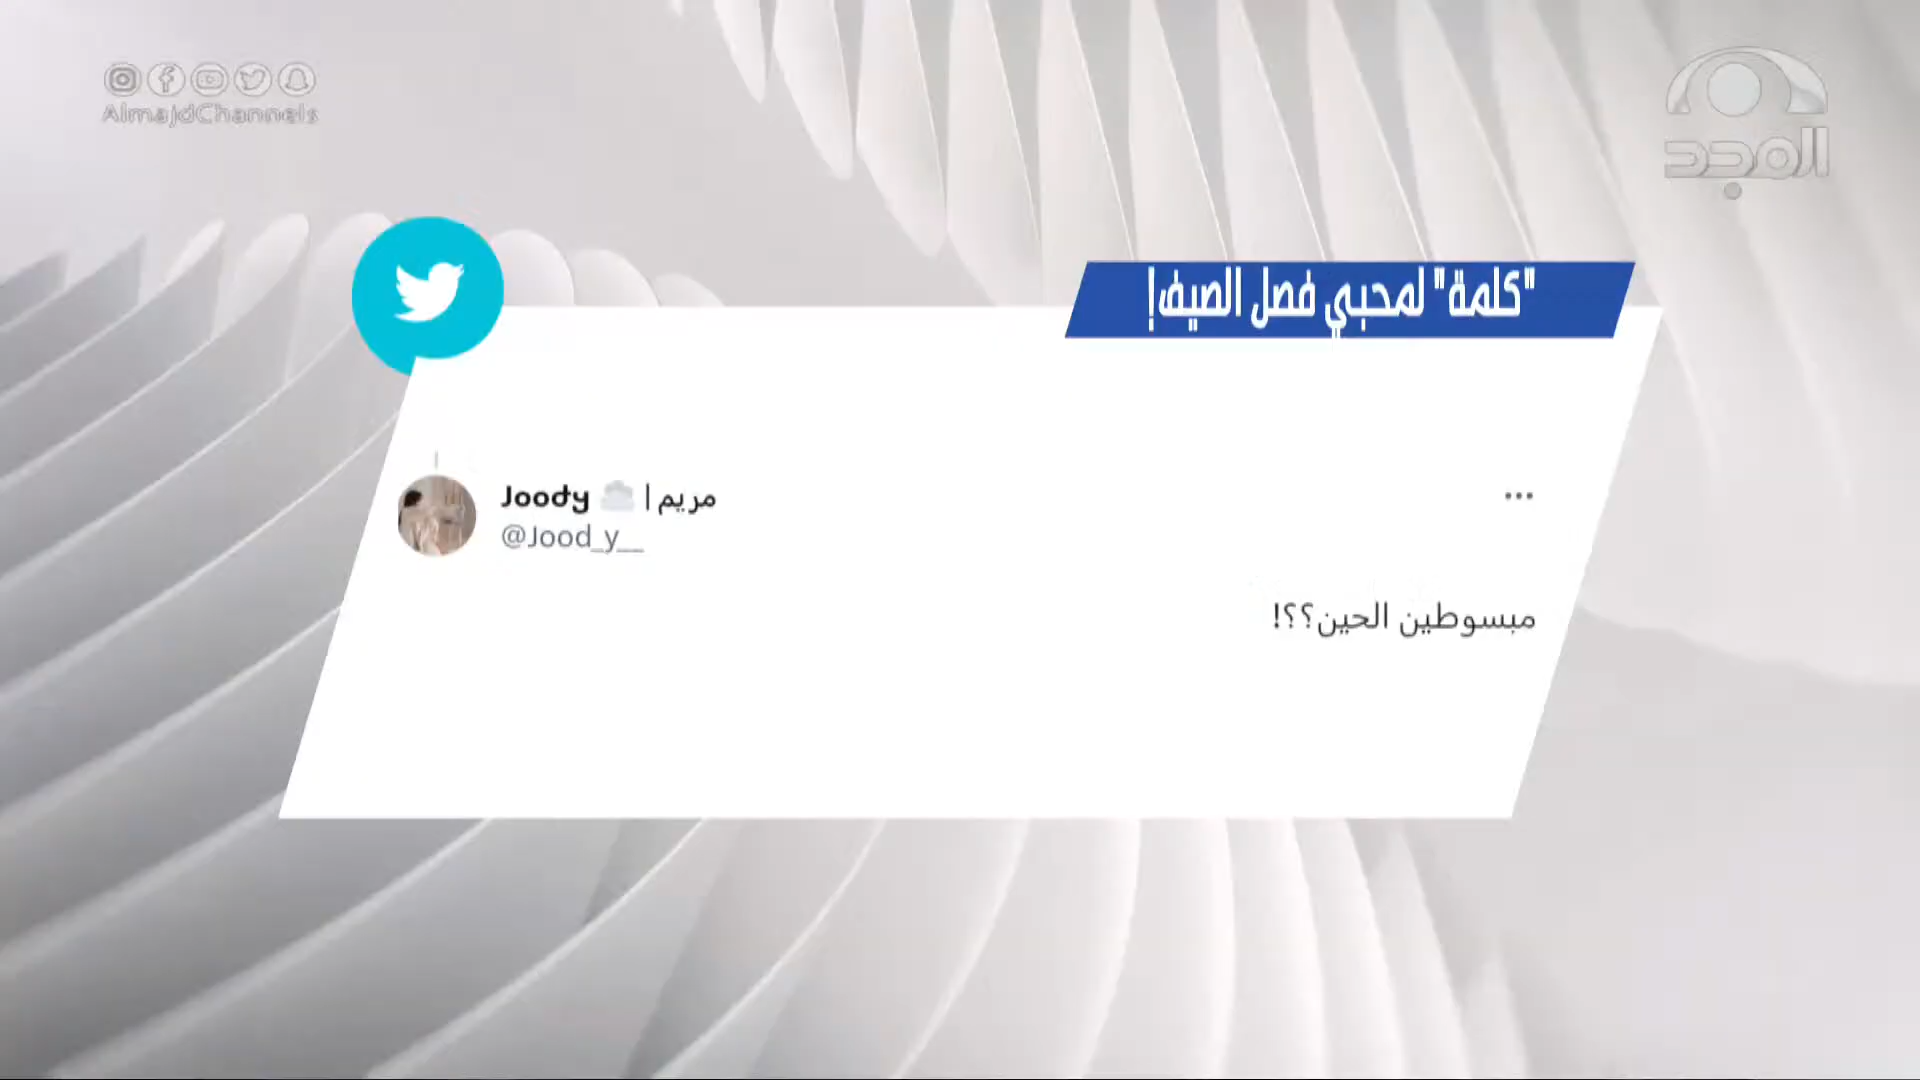 AlmajdChannels
المجد
"كلمة" لمحبي فصل الصيف!
Joody ☁️ | مريم
@Jood_y__
مبسوطين الحين؟؟!